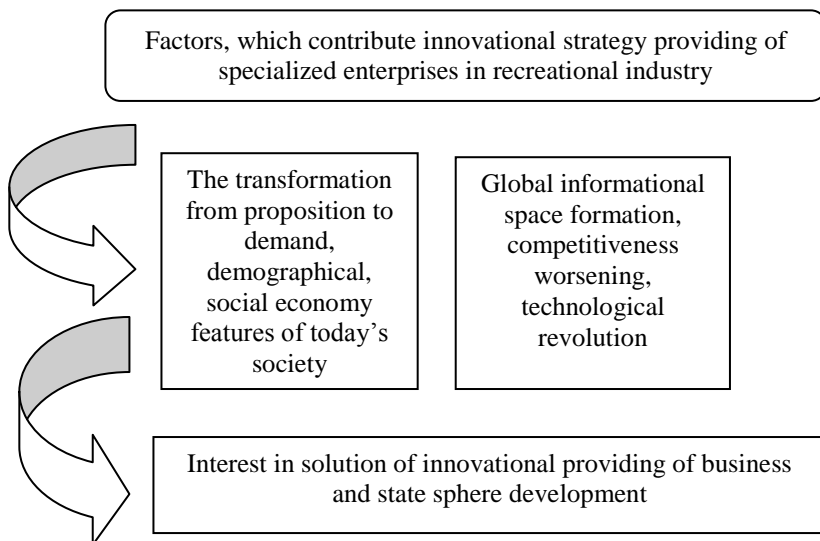 Factors, which contribute innovational strategy providing of
specialized enterprises in recreational industry
The transformation
from proposition to
demand,
demographical,
social economy
features of today’s
society
Global informational
space formation,
competitiveness
worsening,
technological
revolution
Interest in solution of innovational providing of business
and state sphere development